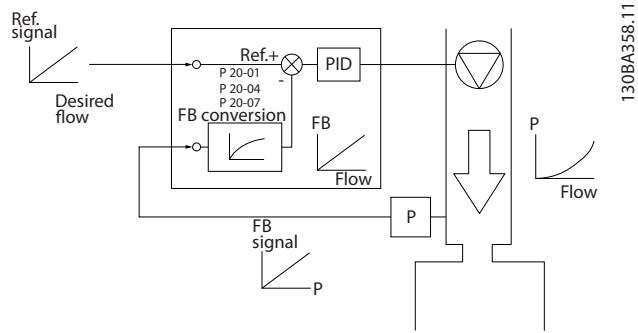 Ref.
signal
Desired
flow
Ref.+
-
PID
P 20-01
P 20-04
P 20-07
FB conversion
FB
Flow
P
FB
signal
P
P
Flow
130BA358.11